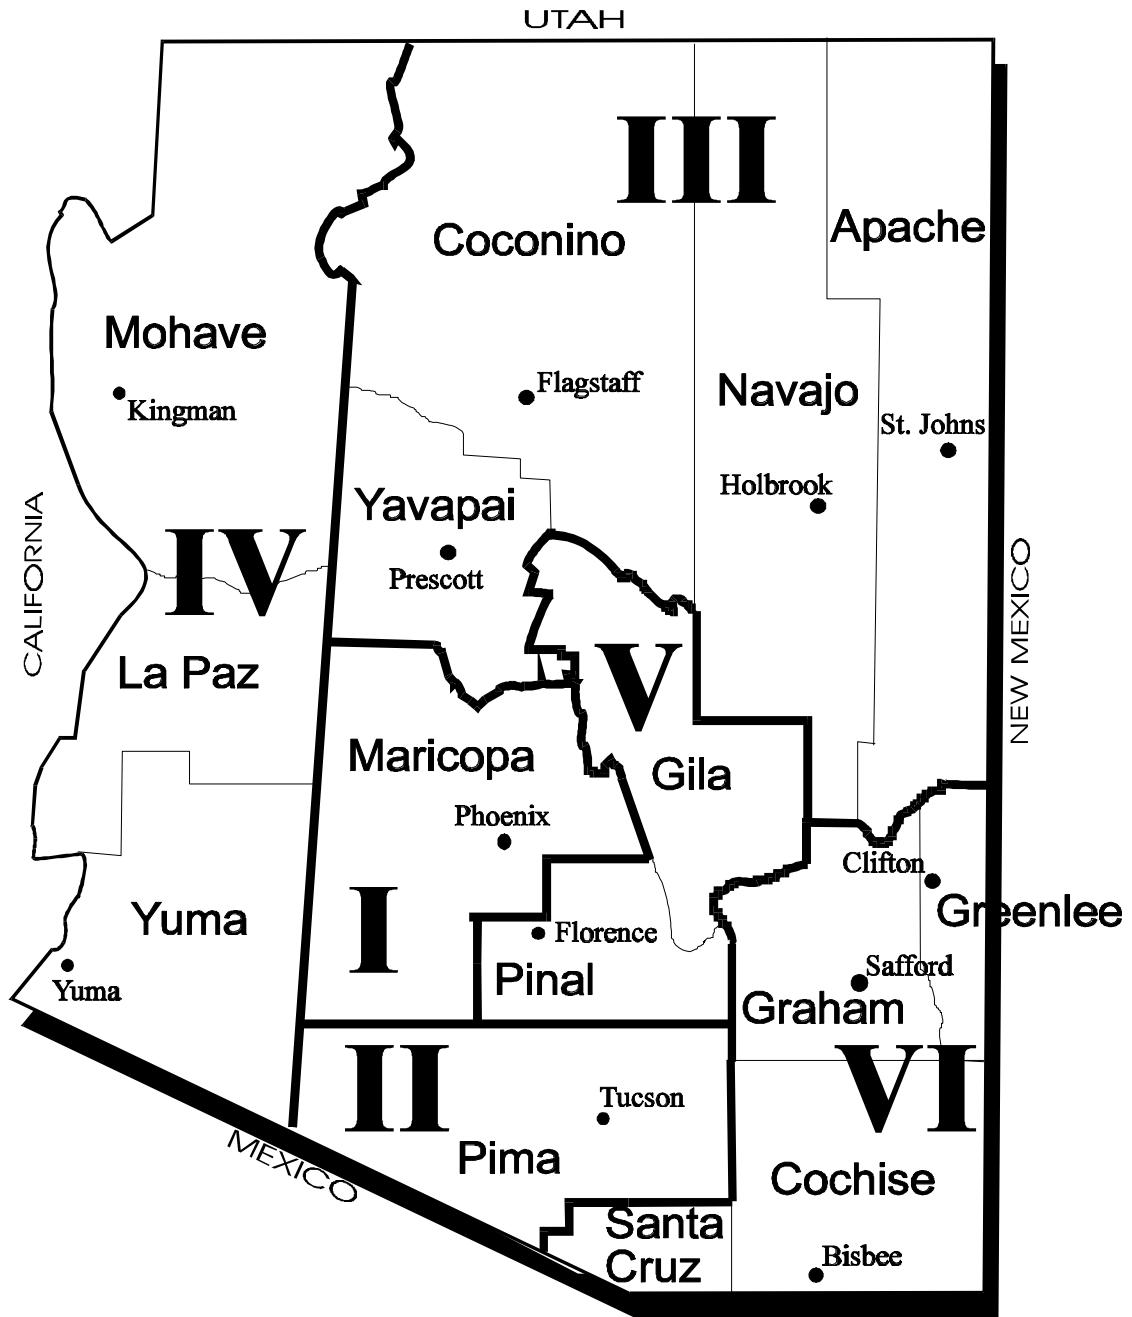 UTAH
III
Apache
Coconino
Mohave
Flagstaff
Navajo
Kingman
St. Johns
Holbrook
Yavapai
CALIFORNIA
IV
Prescott
NEW MEXICO
La Paz
V
Maricopa
Gila
Phoenix
Clifton
I
Yuma
Greenlee
Florence
Pinal
Safford
Yuma
Graham
II
VI
Tucson
MEXICO
Pima
Cochise
Santa
Cruz
Bisbee